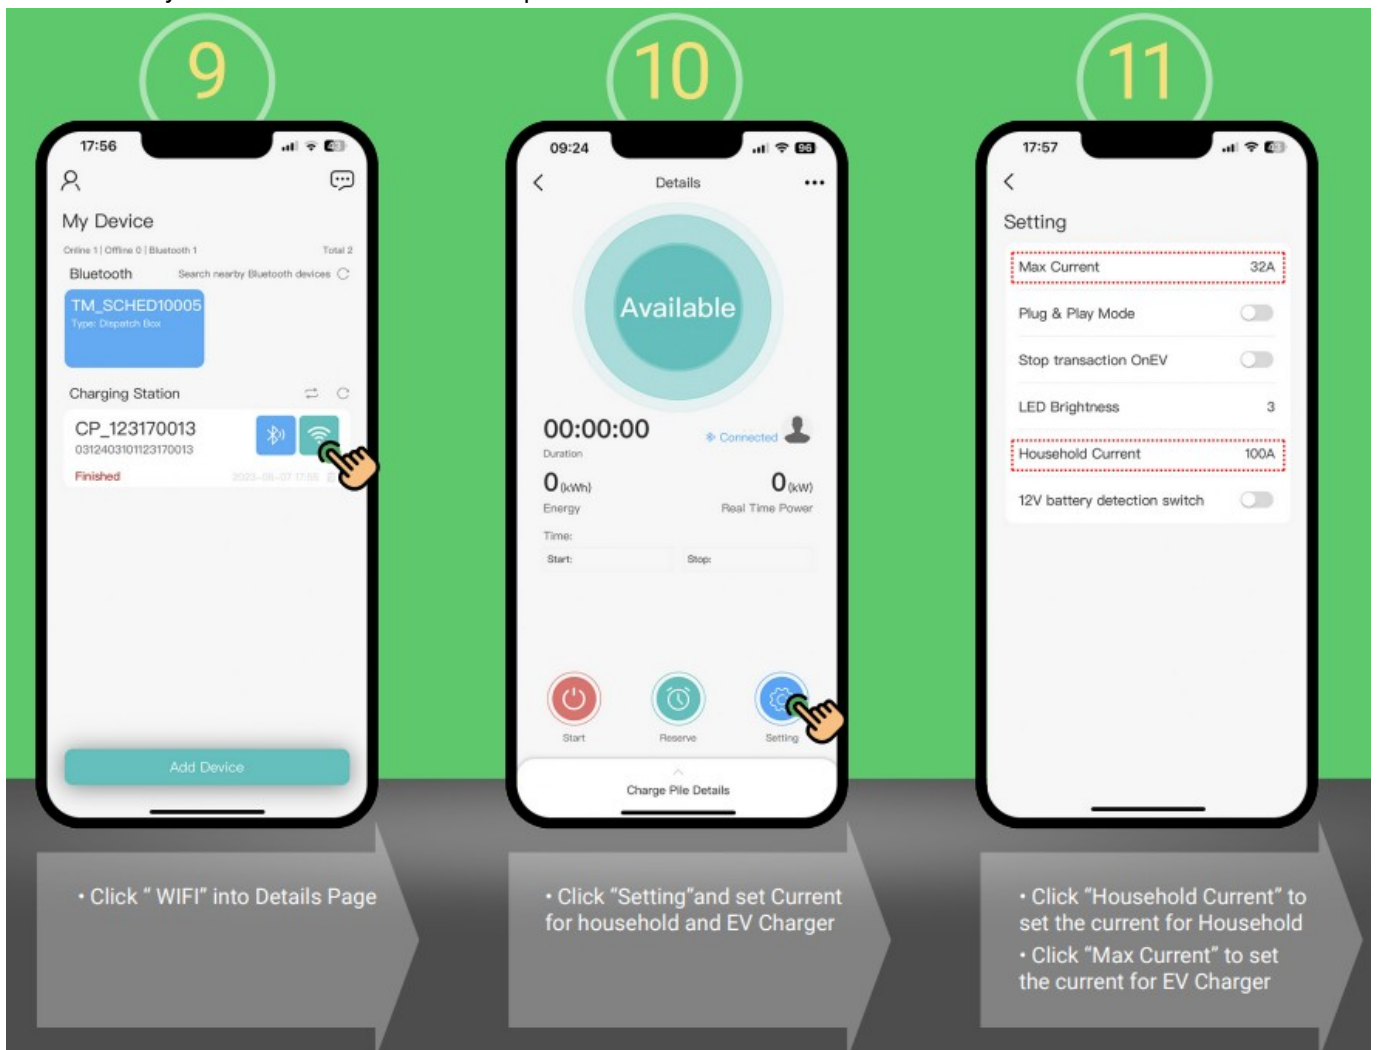 9
10
11
17:56
My Device
Online 1 | Offline 0 | Bluetooth 1 Total 2
Bluetooth Search nearby Bluetooth devices
TM_SCHED10005
Type: Dispatch Box
Charging Station
CP_123170013
0312403101123170013
Finished
Add Device
09:24
96
Details
Available
00:00:00
Connected
Duration
0 (kWh) 0 (kW)
Energy Real Time Power
Time:
Start: Stop:
Start Reserve Setting
Charge Pile Details
17:57
Setting
Max Current 32A
Plug & Play Mode
Stop transaction OnEV
LED Brightness 3
Household Current 100A
12V battery detection switch
• Click “ WIFI” into Details Page
• Click “Setting”and set Current
for household and EV Charger
• Click “Household Current” to
set the current for Household
• Click “Max Current” to set
the current for EV Charger